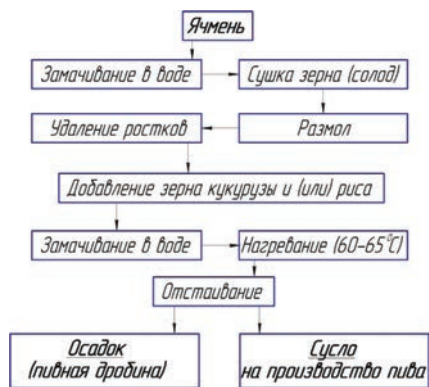 Ячмень
Замачивание в воде
Сушка зерна (солод)
Удаление ростков
Размол
Добавление зерна кукурузы и (или) риса
Замачивание в воде
Нагревание (60–65°С)
Отстаивание
Осадок
(пивная дробина)
Сусло
на производство пива